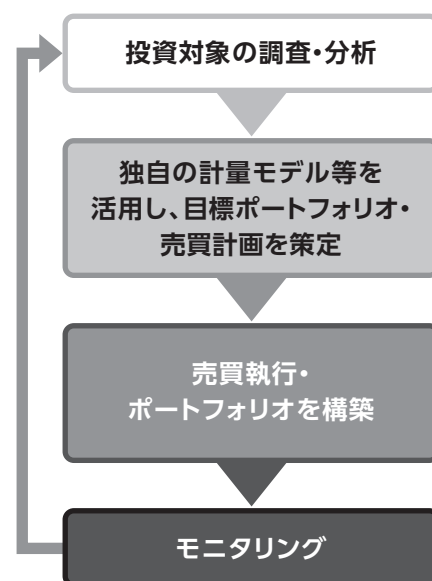 投資対象の調査・分析
独自の計量モデル等を
活用し、目標ポートフォリオ・
売買計画を策定
売買執行・
ポートフォリオを構築
モニタリング